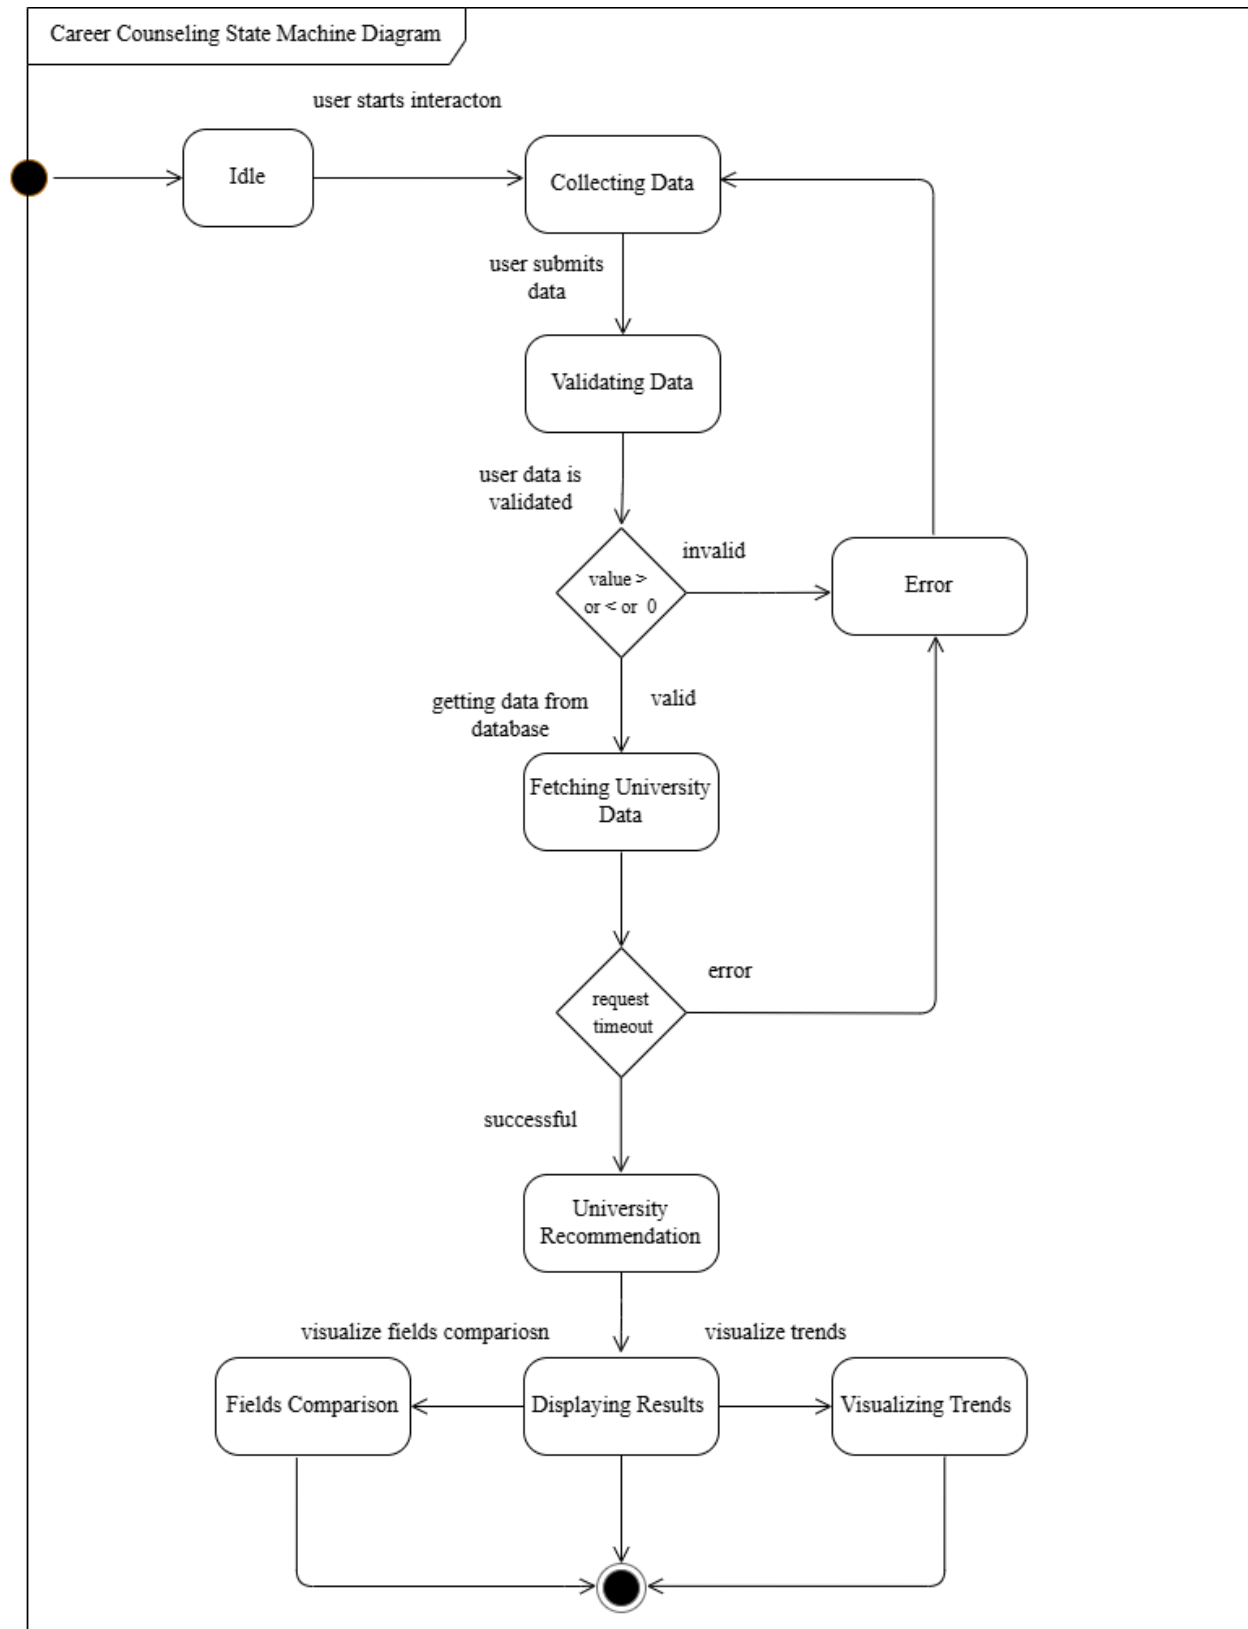 Career Counseling State Machine Diagram
user starts interacton
Idle
Collecting Data
user submits
data
Validating Data
user data is
validated
invalid
value >
or < or 0
Error
getting data from
database
valid
Fetching University
Data
error
request
timeout
successful
University
Recommendation
visualize fields compariosn
visualize trends
Fields Comparison
Displaying Results
Visualizing Trends